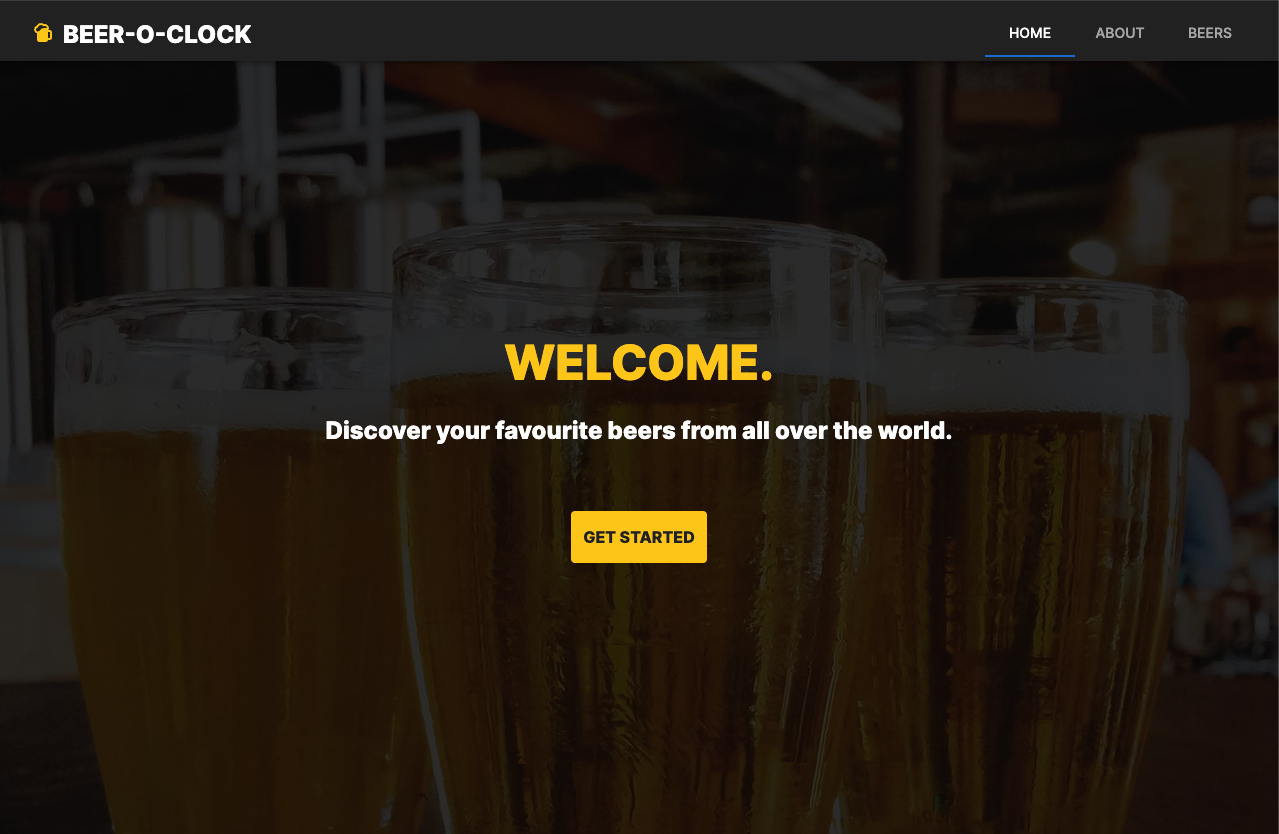 BEER-O-CLOCK
HOME ABOUT BEERS
WELCOME.
Discover your favourite beers from all over the world.
GET STARTED